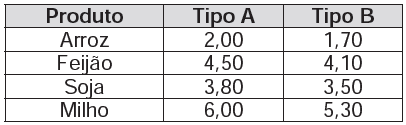 Produto Tipo A Tipo B
Arroz 2,00 1,70
Feijão 4,50 4,10
Soja 3,80 3,50
Milho 6,00 5,30